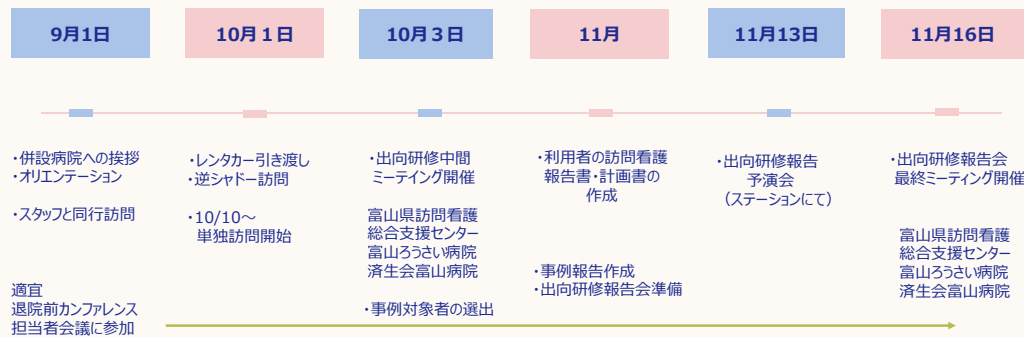 9月1日
10月1日
10月3日
11月
11月13日
11月16日
・併設病院への挨拶
・オリエンテーション
・スタッフと同行訪問
適宜
退院前カンファレンス
担当者会議に参加
・レンタカー引き渡し
・逆シャドー訪問
・10/10～
単独訪問開始
・出向研修中間
ミーテイング開催
富山県訪問看護
総合支援センター
富山ろうさい病院
済生会富山病院
・事例対象者の選出
・利用者の訪問看護
報告書・計画書の
作成
・事例報告作成
・出向研修報告会準備
・出向研修報告
予演会
（ステーションにて）
・出向研修報告会
最終ミーティング開催
富山県訪問看護
総合支援センター
富山ろうさい病院
済生会富山病院